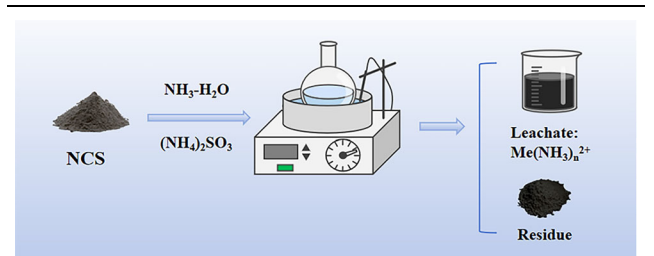 NH₃-H₂O
(NH₄)₂SO₃
NCS
Leachate:
Me(NH₃)ₙ²⁺
Residue